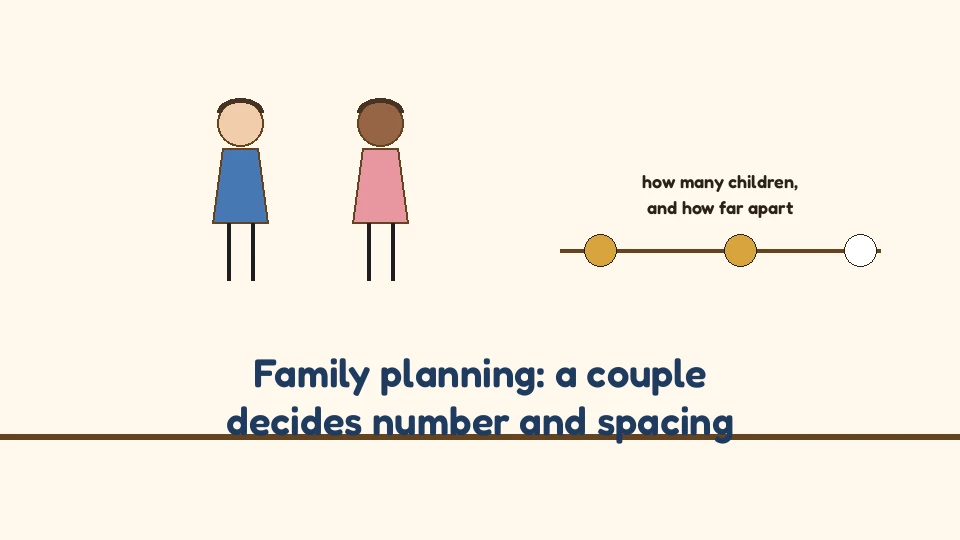 how many children,
and how far apart
Family planning: a couple
decides number and spacing